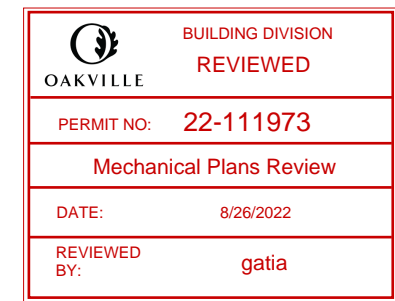 BUILDING DIVISION
REVIEWED
OAKVILLE
PERMIT NO: 22-111973
Mechanical Plans Review
DATE: 8/26/2022
REVIEWED
BY: gatia